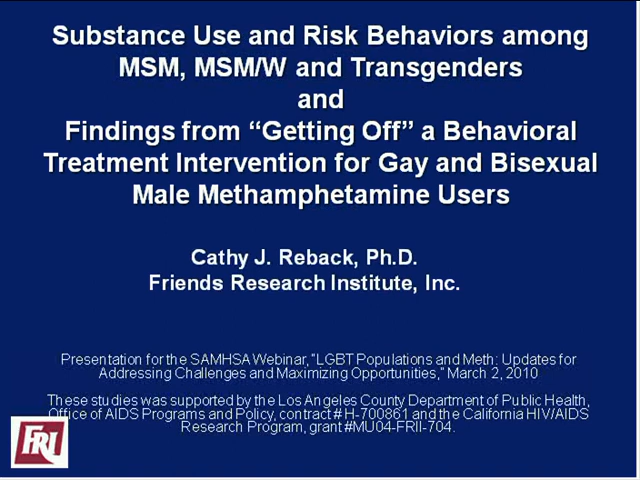 Substance Use and Risk Behaviors among
MSM, MSM/W and Transgenders
and
Findings from “Getting Off” a Behavioral
Treatment Intervention for Gay and Bisexual
Male Methamphetamine Users
Cathy J. Reback, Ph.D.
Friends Research Institute, Inc.
Presentation for the SAMHSA Webinar, “LGBT Populations and Meth: Updates for
Addressing Challenges and Maximizing Opportunities,” March 2, 2010
These studies was supported by the Los Angeles County Department of Public Health,
Office of AIDS Programs and Policy, contract # H-700861 and the California HIV/AIDS
Research Program, grant #MU04-FRII-704.
FRI